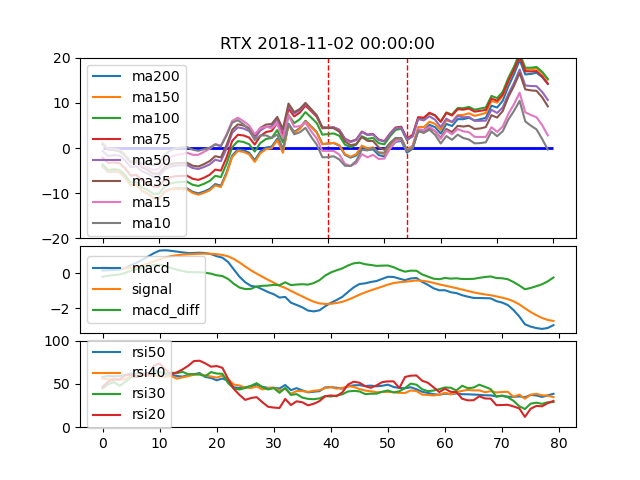 RTX 2018-11-02 00:00:00
20
10
0
−10
−20
ma200
ma150
ma100
ma75
ma50
ma35
ma15
ma10
0
−2
macd
signal
macd_diff
100
50
0
rsi50
rsi40
rsi30
rsi20
0 10 20 30 40 50 60 70 80